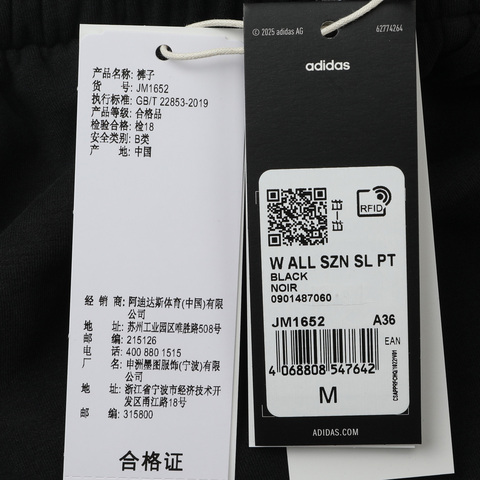 产品名称: 裤子
货 号: JM1652
执行标准: GB/T 22853-2019
产品等级: 合格品
检验合格: 检18
安全类别: B类
产 地: 中国
经 销 商: 阿迪达斯体育(中国)有限公司
地 址: 苏州工业园区唯胜路508号
邮 编: 215126
电 话: 400 880 1515
厂 名: 申洲墨图服饰(宁波)有限公司
地 址: 浙江省宁波市经济技术开发区甬江路18号
邮 编: 315800
合格证
© 2025 adidas AG
62774264
adidas
RFID
W ALL SZN SL PT
BLACK
NOIR
0901487060
JM1652 A36
EAN
4 068808 547642
M
ADIDAS.COM